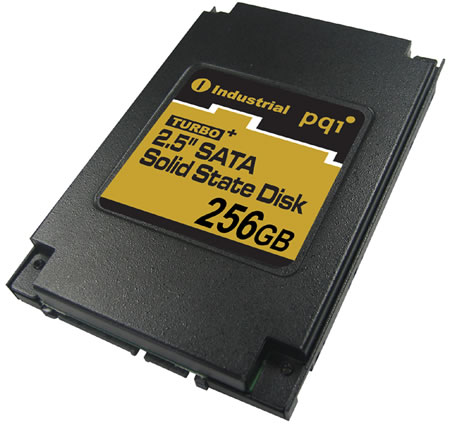 Industrial pqi
TURBO+
2.5" SATA
Solid State Disk
256GB